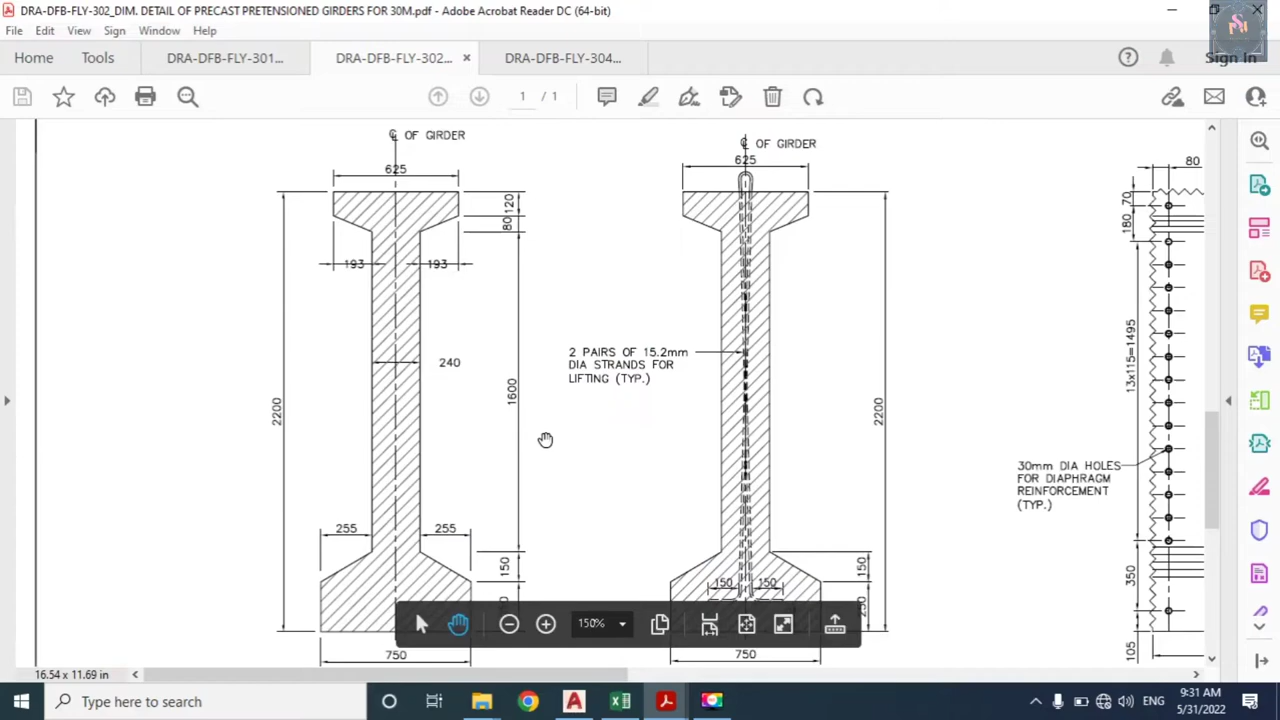 DRA-DFB-FLY-302_DIM. DETAIL OF PRECAST PRETENSIONED GIRDERS FOR 30M.pdf - Adobe Acrobat Reader DC (64-bit)
File Edit View Sign Window Help
Home Tools DRA-DFB-FLY-301... DRA-DFB-FLY-302... × DRA-DFB-FLY-304...
Sign In
1 / 1
OF GIRDER
625
120
80
193 193
2200
240
1600
255 255
150
750
OF GIRDER
625
2 PAIRS OF 15.2mm
DIA STRANDS FOR
LIFTING (TYP.)
2200
150 150
150
750
80
70
180
13x115=1495
30mm DIA HOLES
FOR DIAPHRAGM
REINFORCEMENT
(TYP.)
350
105
150%
16.54 x 11.69 in
Type here to search
ENG
9:31 AM
5/31/2022